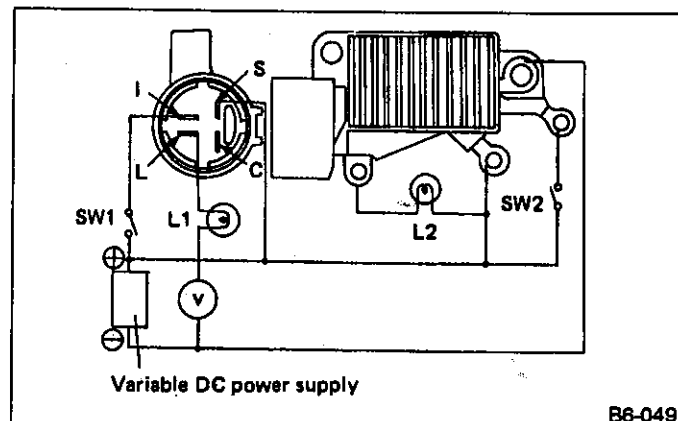 I
S
L
C
SW1
L1
V
L2
SW2
⊕
⊖
Variable DC power supply
B6-049